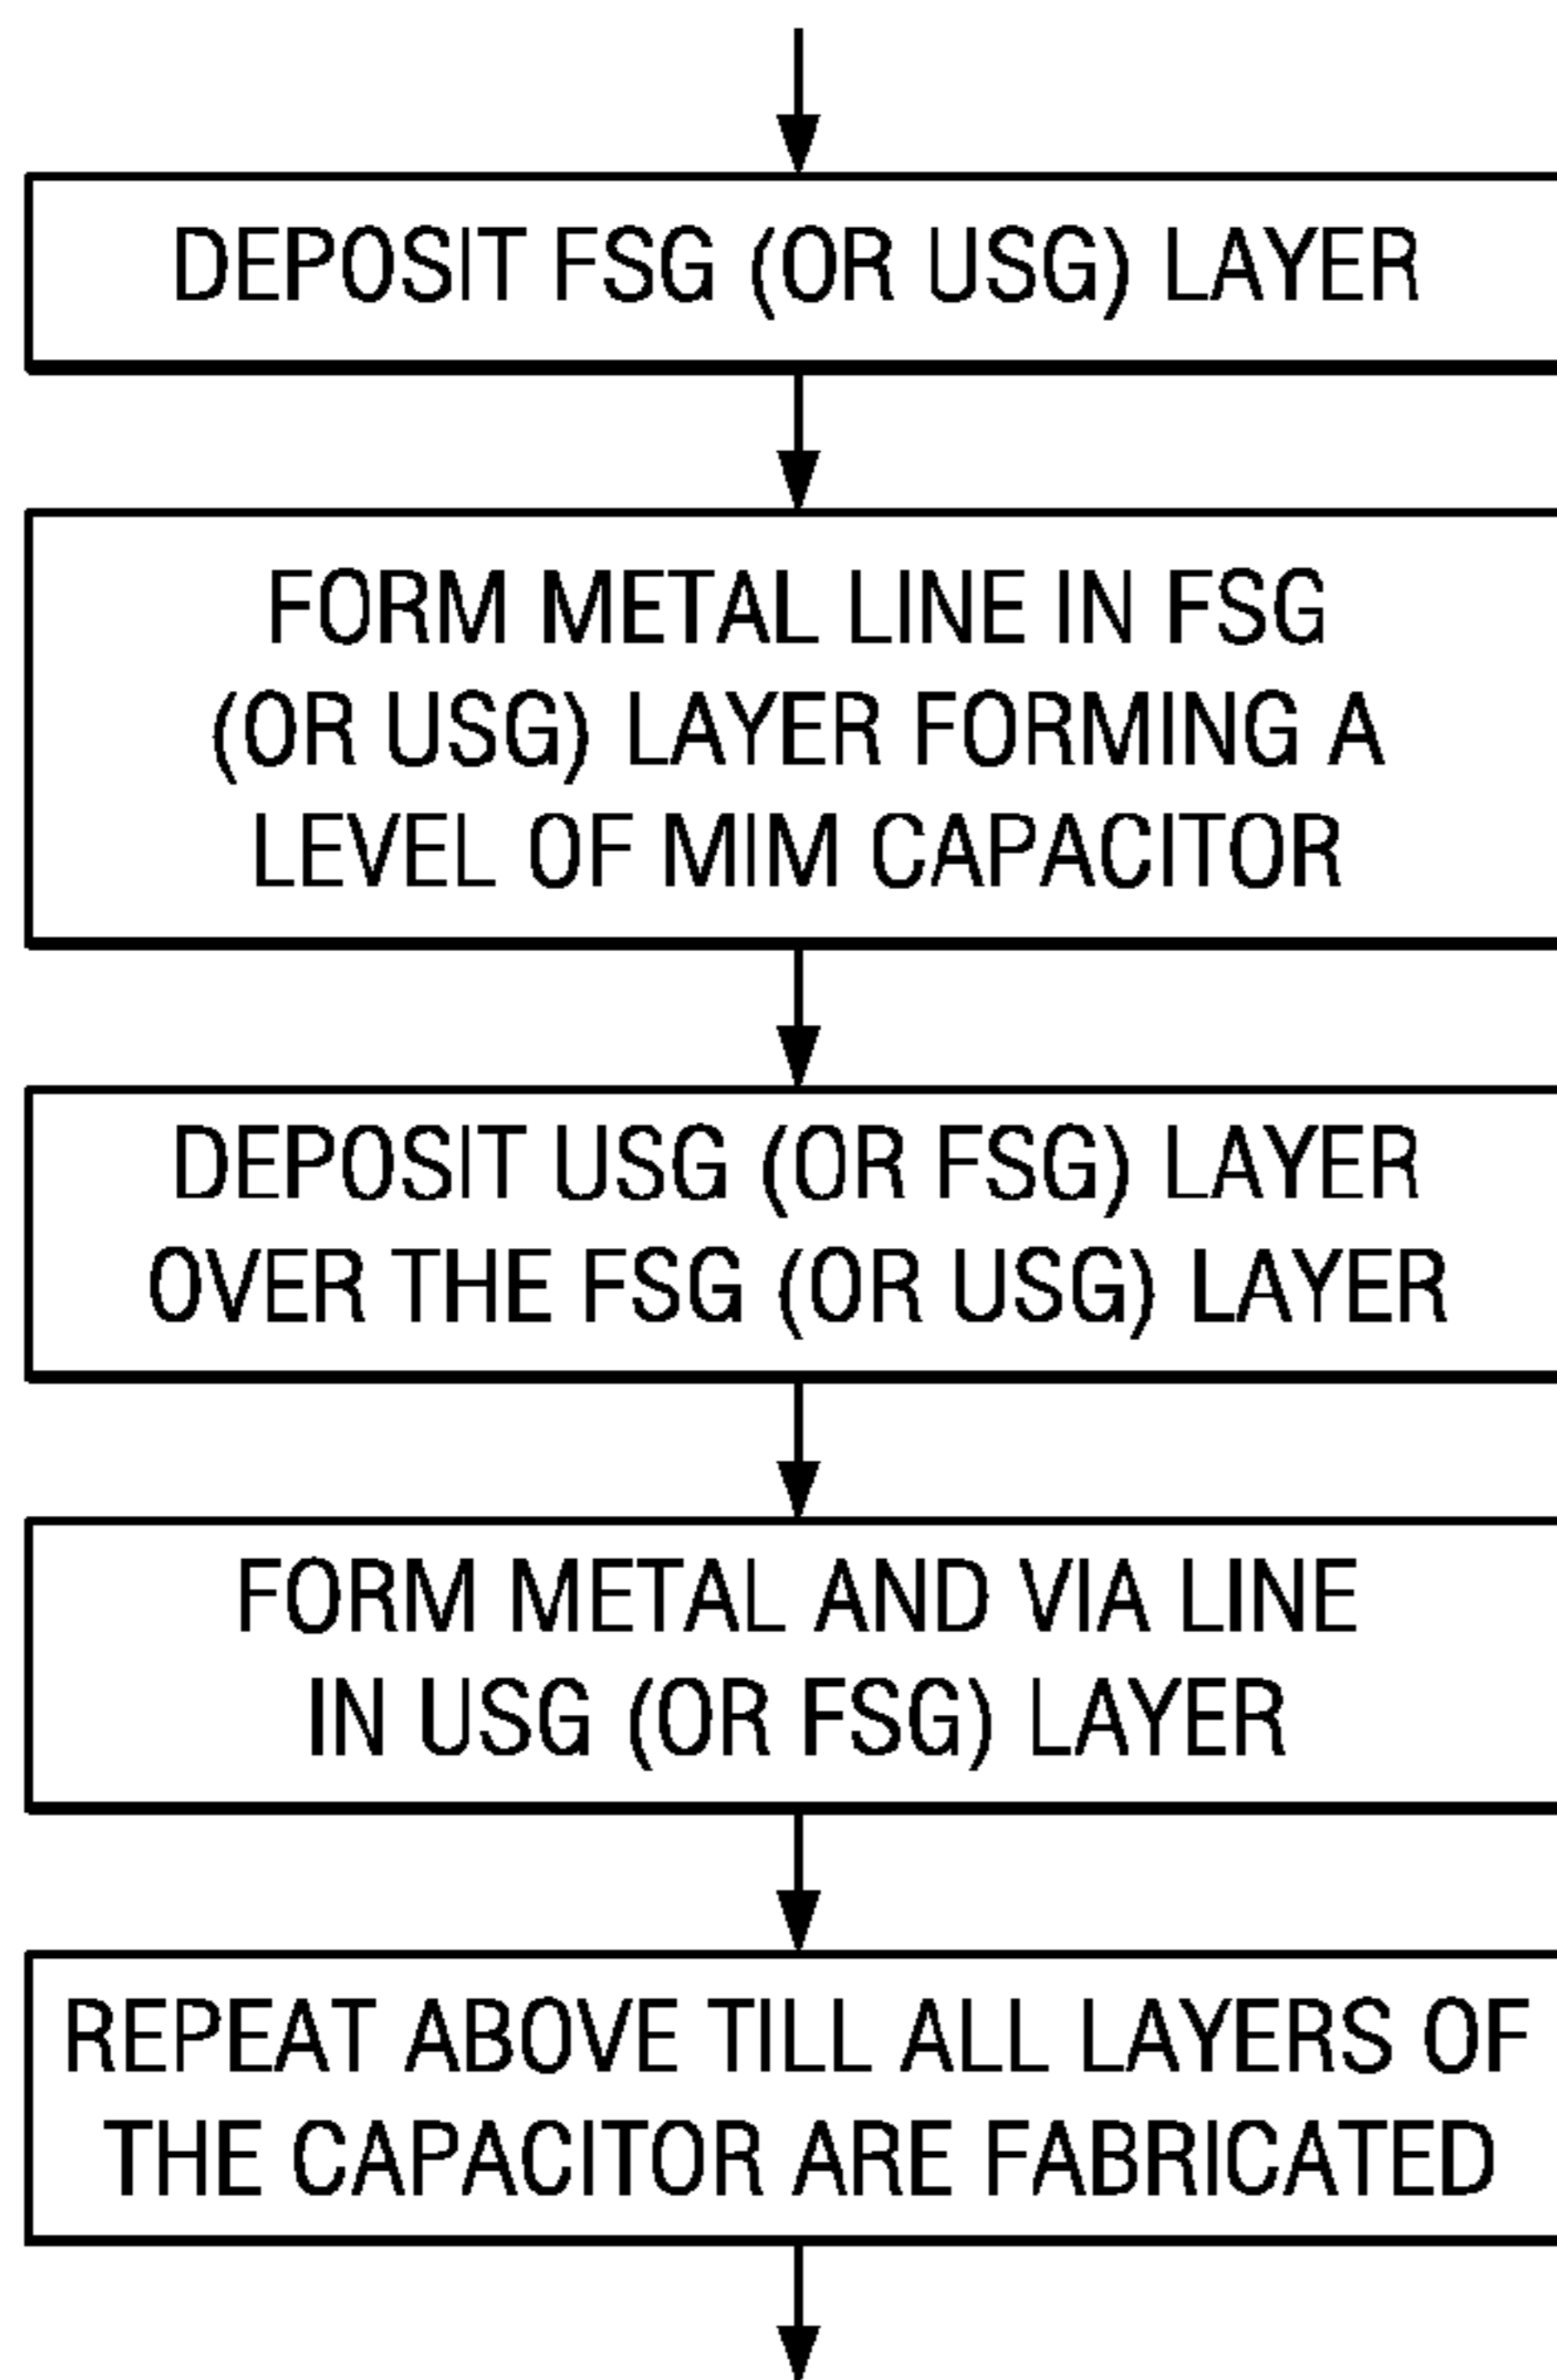 DEPOSIT FSG (OR USG) LAYER
FORM METAL LINE IN FSG
(OR USG) LAYER FORMING A
LEVEL OF MIM CAPACITOR
DEPOSIT USG (OR FSG) LAYER
OVER THE FSG (OR USG) LAYER
FORM METAL AND VIA LINE
IN USG (OR FSG) LAYER
REPEAT ABOVE TILL ALL LAYERS OF
THE CAPACITOR ARE FABRICATED